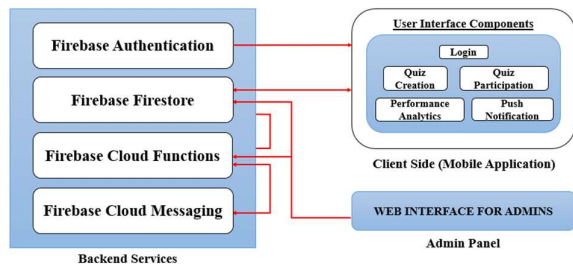 Firebase Authentication
Firebase Firestore
Firebase Cloud Functions
Firebase Cloud Messaging
Backend Services
User Interface Components
Login
Quiz
Creation
Quiz
Participation
Performance
Analytics
Push
Notification
Client Side (Mobile Application)
WEB INTERFACE FOR ADMINS
Admin Panel